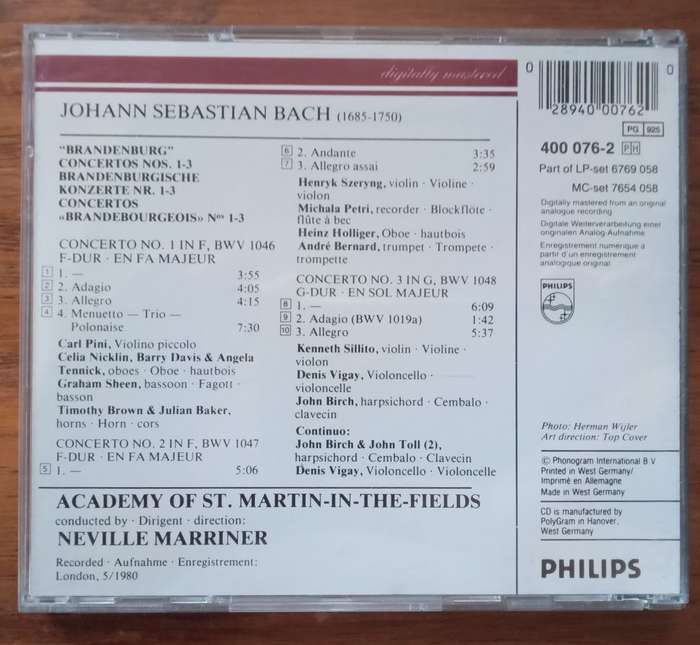 digitally mastered
JOHANN SEBASTIAN BACH (1685-1750)
"BRANDENBURG"
CONCERTOS NOS. 1-3
BRANDENBURGISCHE
KONZERTE NR. 1-3
CONCERTOS
«BRANDEBOURGEOIS» Nos 1-3
CONCERTO NO. 1 IN F, BWV 1046
F-DUR · EN FA MAJEUR
1 1. — 3:55
2 2. Adagio 4:05
3 3. Allegro 4:15
4 4. Menuetto — Trio —
Polonaise 7:30
Carl Pini, Violino piccolo
Celia Nicklin, Barry Davis & Angela
Tennick, oboes · Oboe · hautbois
Graham Sheen, bassoon · Fagott ·
basson
Timothy Brown & Julian Baker,
horns · Horn · cors
CONCERTO NO. 2 IN F, BWV 1047
F-DUR · EN FA MAJEUR
5 1. — 5:06
6 2. Andante 3:35
7 3. Allegro assai 2:59
Henryk Szeryng, violin · Violine ·
violon
Michala Petri, recorder · Blockflöte ·
flûte à bec
Heinz Holliger, Oboe · hautbois
André Bernard, trumpet · Trompete ·
trompette
CONCERTO NO. 3 IN G, BWV 1048
G-DUR · EN SOL MAJEUR
8 1. — 6:09
9 2. Adagio (BWV 1019a) 1:42
10 3. Allegro 5:37
Kenneth Sillito, violin · Violine ·
violon
Denis Vigay, Violoncello ·
violoncelle
John Birch, harpsichord · Cembalo ·
clavecin
Continuo:
John Birch & John Toll (2),
harpsichord · Cembalo · Clavecin
Denis Vigay, Violoncello · Violoncelle
ACADEMY OF ST. MARTIN-IN-THE-FIELDS
conducted by · Dirigent · direction:
NEVILLE MARRINER
Recorded · Aufnahme · Enregistrement:
London, 5/1980
0 28940 00762 0
PG 925
400 076-2 PH
Part of LP-set 6769 058
MC-set 7654 058
Digitally mastered from an original
analogue recording
Digitale Weiterverarbeitung einer
originalen Analog Aufnahme
Enregistrement numérique à
partir d'un enregistrement
analogique original
PHILIPS
Photo: Herman Wijler
Art direction: Top Cover
℗ Phonogram International B.V.
Printed in West Germany/
Imprimé en Allemagne
Made in West Germany
CD is manufactured by
PolyGram in Hanover,
West Germany
PHILIPS